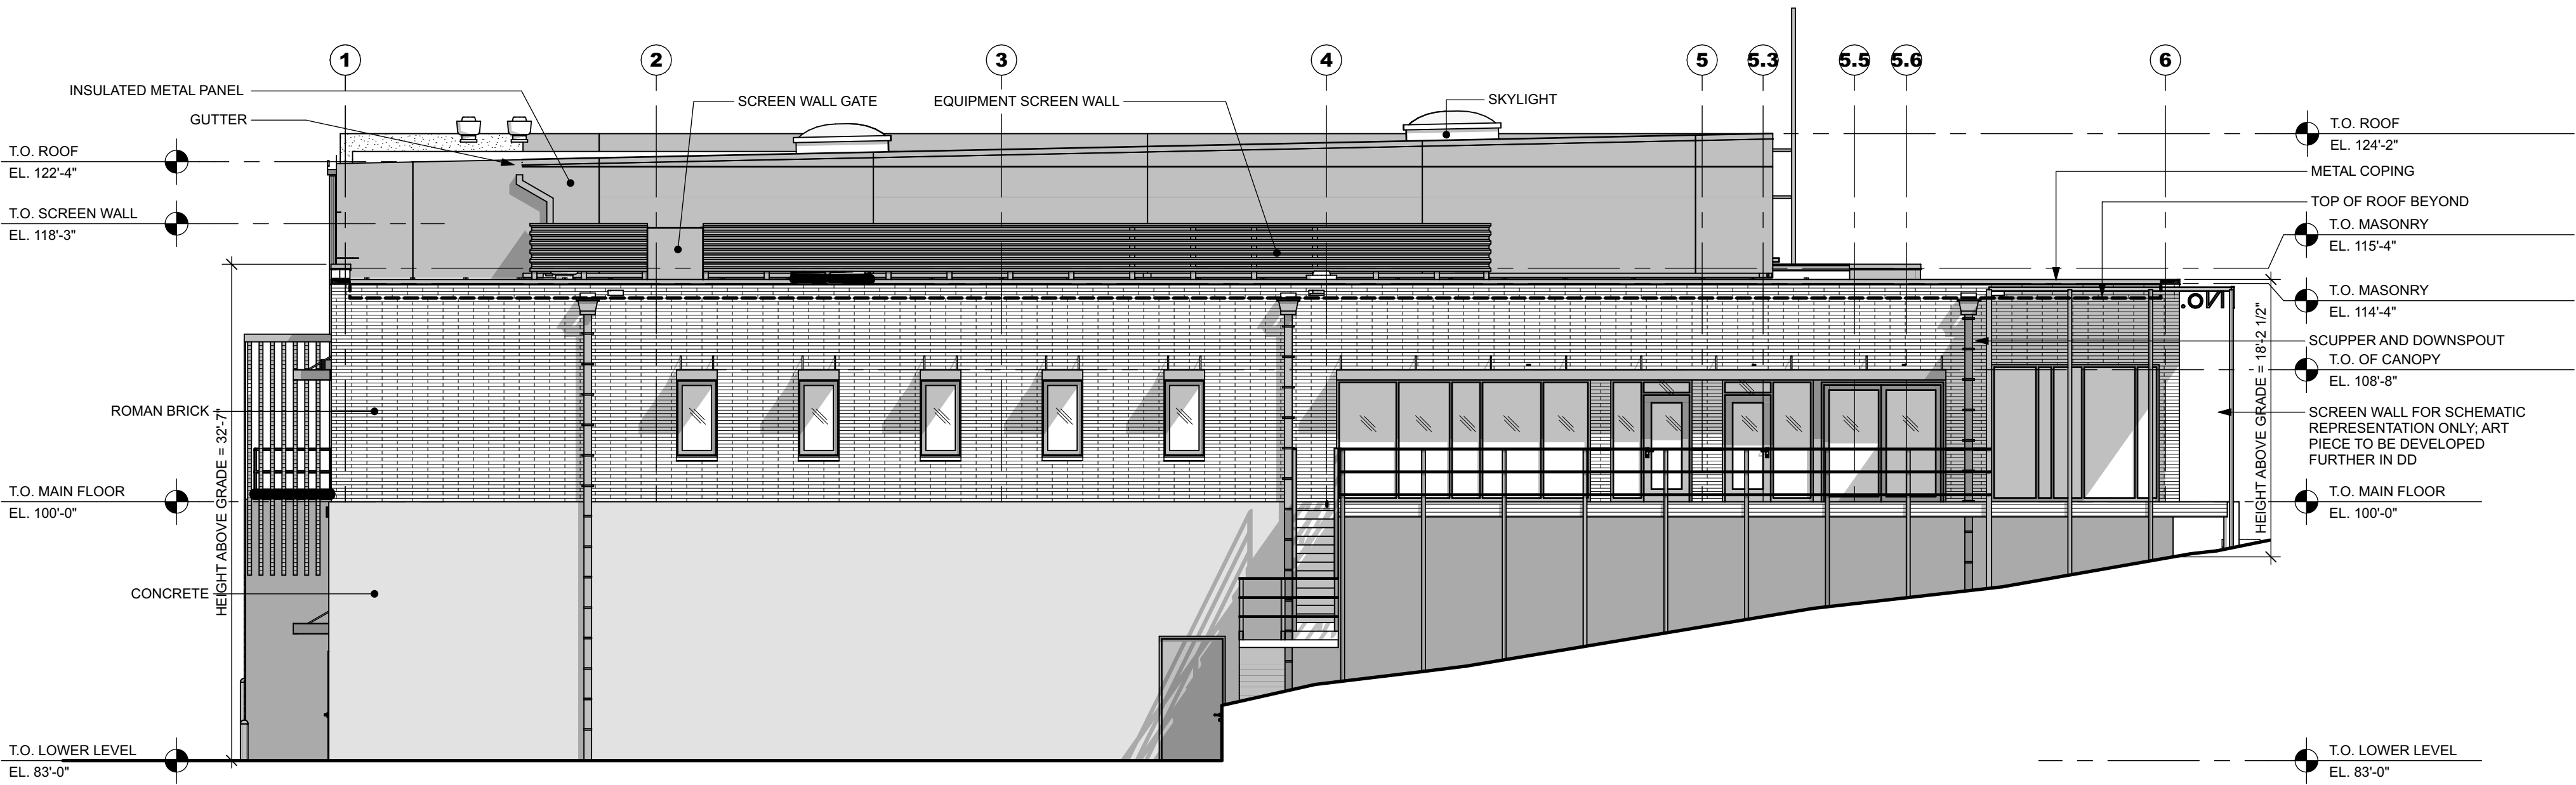 1
2
3
4
5
5.3
5.5
5.6
6
INSULATED METAL PANEL
SCREEN WALL GATE
EQUIPMENT SCREEN WALL
SKYLIGHT
GUTTER
T.O. ROOF
EL. 122'-4"
T.O. SCREEN WALL
EL. 118'-3"
HEIGHT ABOVE GRADE = 32'-7"
ROMAN BRICK
T.O. MAIN FLOOR
EL. 100'-0"
CONCRETE
T.O. LOWER LEVEL
EL. 83'-0"
T.O. ROOF
EL. 124'-2"
METAL COPING
TOP OF ROOF BEYOND
T.O. MASONRY
EL. 115'-4"
T.O. MASONRY
EL. 114'-4"
NO.
HEIGHT ABOVE GRADE = 18'-2 1/2"
SCUPPER AND DOWNSPOUT
T.O. OF CANOPY
EL. 108'-8"
SCREEN WALL FOR SCHEMATIC
REPRESENTATION ONLY; ART
PIECE TO BE DEVELOPED
FURTHER IN DD
T.O. MAIN FLOOR
EL. 100'-0"
T.O. LOWER LEVEL
EL. 83'-0"